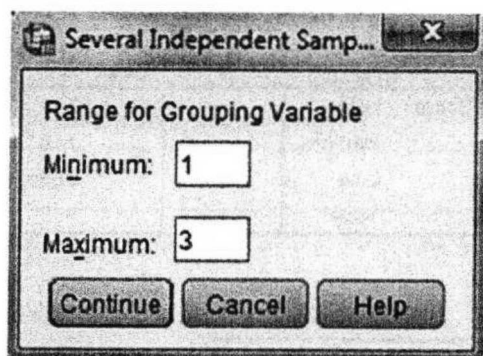 Several Independent Samp...
Range for Grouping Variable
Minimum: 1
Maximum: 3
Continue Cancel Help